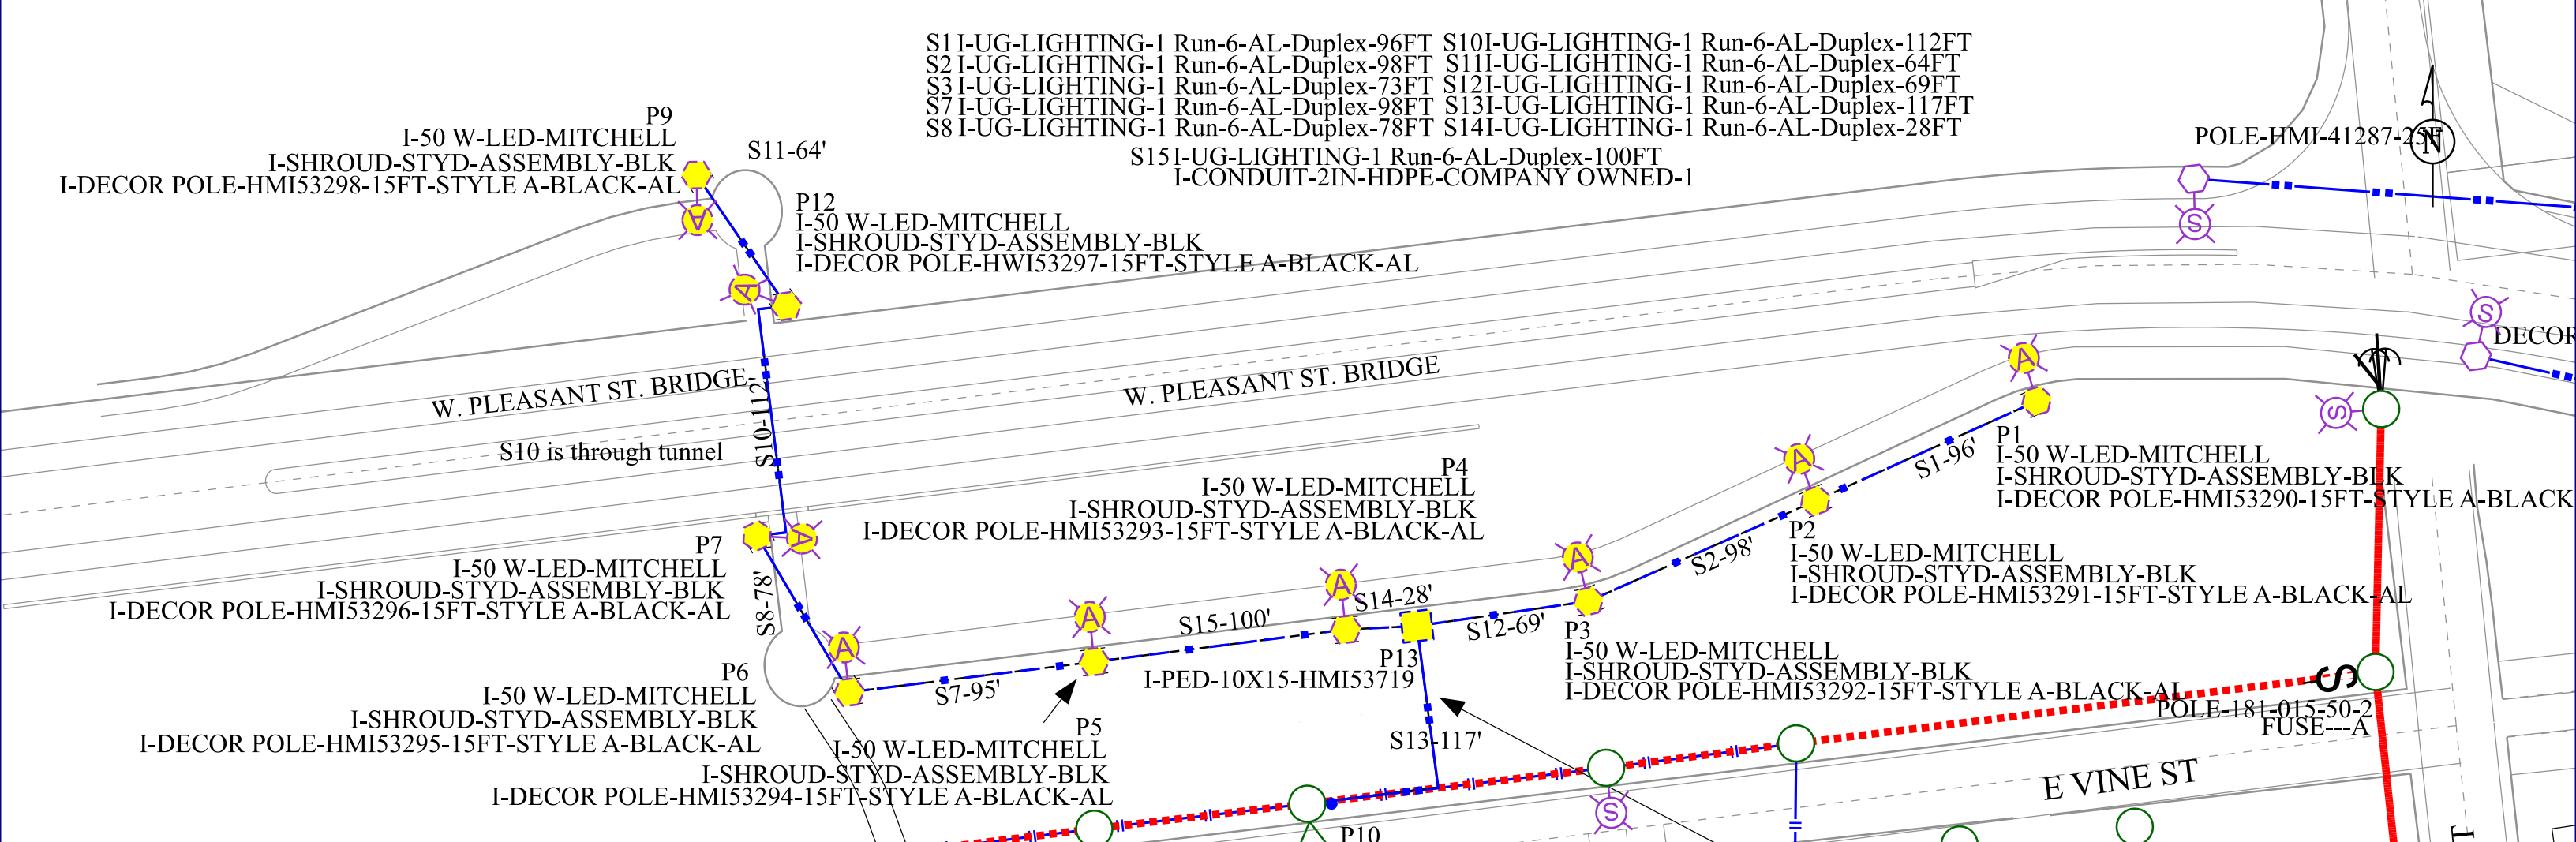 S1 I-UG-LIGHTING-1 Run-6-AL-Duplex-96FT S10I-UG-LIGHTING-1 Run-6-AL-Duplex-112FT
S2 I-UG-LIGHTING-1 Run-6-AL-Duplex-98FT S11I-UG-LIGHTING-1 Run-6-AL-Duplex-64FT
S3 I-UG-LIGHTING-1 Run-6-AL-Duplex-73FT S12I-UG-LIGHTING-1 Run-6-AL-Duplex-69FT
S7 I-UG-LIGHTING-1 Run-6-AL-Duplex-98FT S13I-UG-LIGHTING-1 Run-6-AL-Duplex-117FT
S8 I-UG-LIGHTING-1 Run-6-AL-Duplex-78FT S14I-UG-LIGHTING-1 Run-6-AL-Duplex-28FT
S15I-UG-LIGHTING-1 Run-6-AL-Duplex-100FT
I-CONDUIT-2IN-HDPE-COMPANY OWNED-1
P9
I-50 W-LED-MITCHELL
I-SHROUD-STYD-ASSEMBLY-BLK
I-DECOR POLE-HMI53298-15FT-STYLE A-BLACK-AL
S11-64'
P12
I-50 W-LED-MITCHELL
I-SHROUD-STYD-ASSEMBLY-BLK
I-DECOR POLE-HWI53297-15FT-STYLE A-BLACK-AL
POLE-HMI-41287-25F
N
S
S
DECOR
A
A
W. PLEASANT ST. BRIDGE
W. PLEASANT ST. BRIDGE
S10-112'
S10 is through tunnel
A
S1-96'
P1
I-50 W-LED-MITCHELL
I-SHROUD-STYD-ASSEMBLY-BLK
I-DECOR POLE-HMI53290-15FT-STYLE A-BLACK
S
A
P4
I-50 W-LED-MITCHELL
I-SHROUD-STYD-ASSEMBLY-BLK
I-DECOR POLE-HMI53293-15FT-STYLE A-BLACK-AL
S2-98'
P2
I-50 W-LED-MITCHELL
I-SHROUD-STYD-ASSEMBLY-BLK
I-DECOR POLE-HMI53291-15FT-STYLE A-BLACK-AL
A
P7
I-50 W-LED-MITCHELL
I-SHROUD-STYD-ASSEMBLY-BLK
I-DECOR POLE-HMI53296-15FT-STYLE A-BLACK-AL
S8-78'
A
A
A
A
S15-100'
S14-28'
S12-69'
P3
I-50 W-LED-MITCHELL
I-SHROUD-STYD-ASSEMBLY-BLK
I-DECOR POLE-HMI53292-15FT-STYLE A-BLACK-AL
P13
I-PED-10X15-HMI53719
P6
I-50 W-LED-MITCHELL
I-SHROUD-STYD-ASSEMBLY-BLK
I-DECOR POLE-HMI53295-15FT-STYLE A-BLACK-AL
S7-95'
P5
I-50 W-LED-MITCHELL
I-SHROUD-STYD-ASSEMBLY-BLK
I-DECOR POLE-HMI53294-15FT-STYLE A-BLACK-AL
S13-117'
S
POLE-181-015-50-2
FUSE---A
E VINE ST
S
P10
T